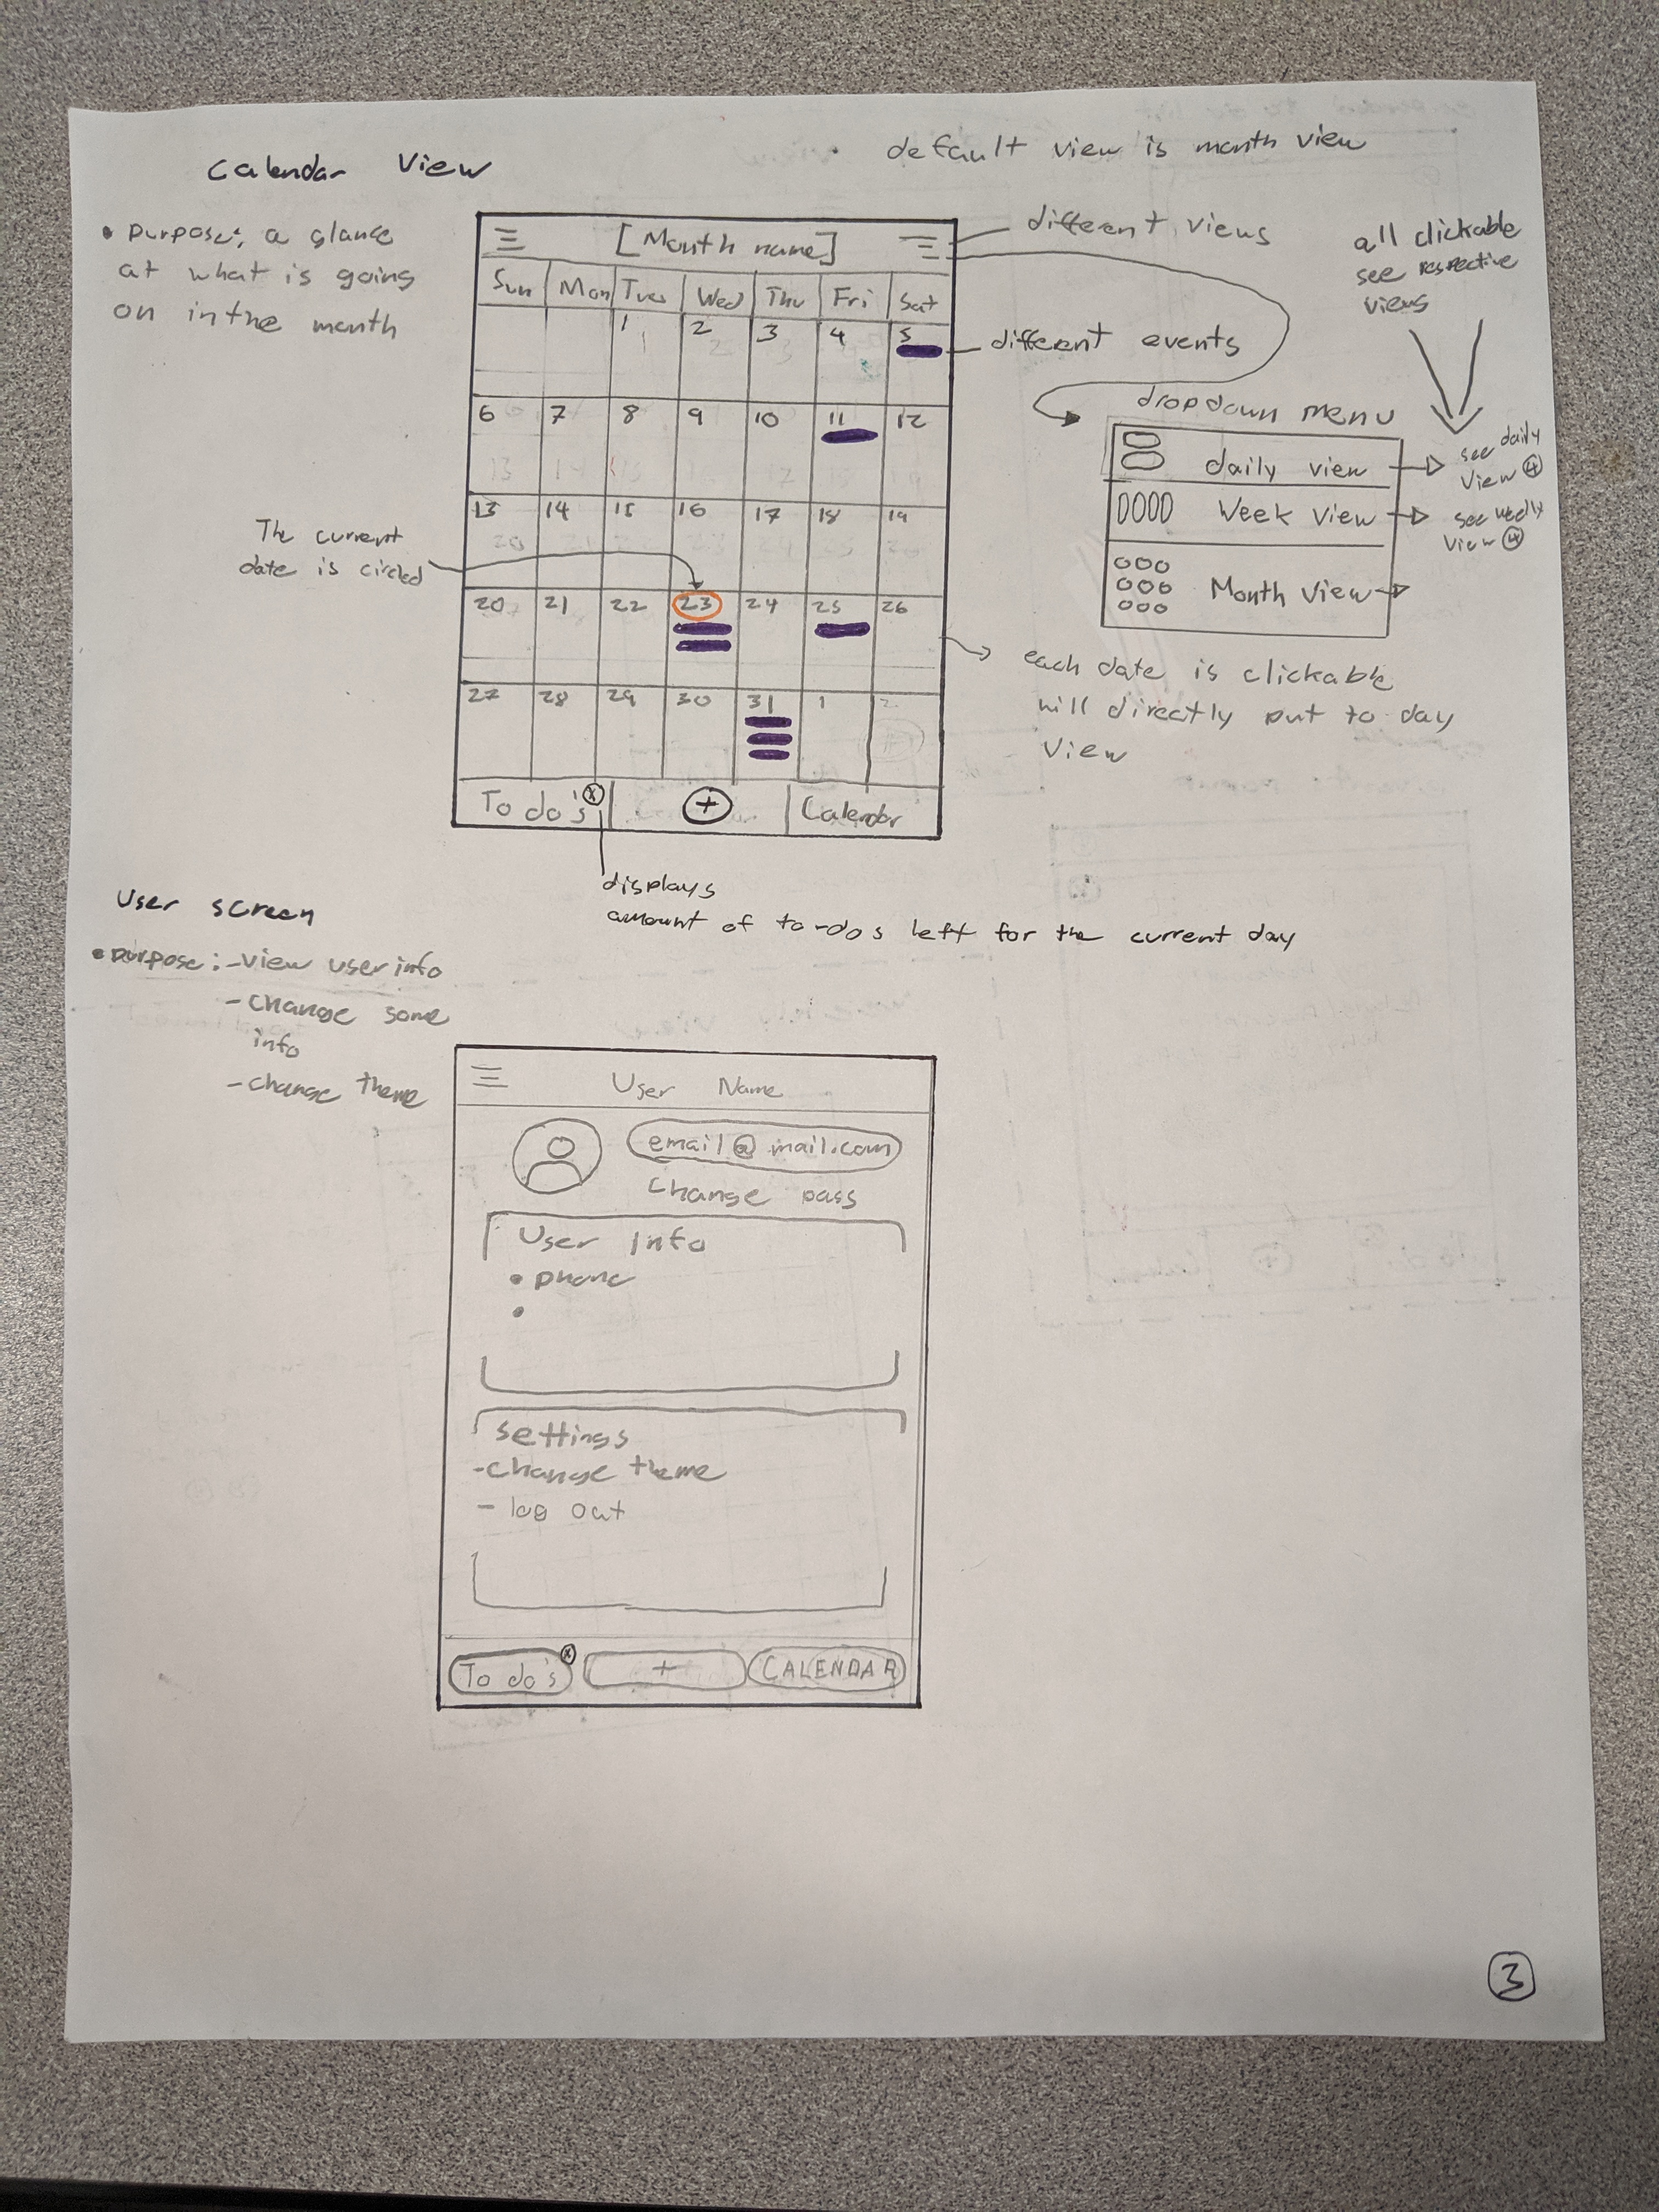 Calendar View
• default view is month view
• purpose: a glance
at what is going
on in the month
[Month name]
different views
all clickable
see respective
views
Sun Mon Tues Wed Thu Fri Sat
1 2 3 4 5
different events
6 7 8 9 10 11 12
dropdown menu
daily view
see daily
view ④
Week View
see weekly
view ④
Month View
13 14 15 16 17 18 19
The current
date is circled
20 21 22 23 24 25 26
each date is clickable
will directly put to day
view
27 28 29 30 31 1 2
To do's x + Calendar
displays
amount of to-dos left for the current day
User screen
• purpose: - view user info
- change some
info
- change theme
User Name
email@mail.com
Change pass
User Info
• phone
•
settings
- change theme
- log out
To do's x + CALENDAR
3